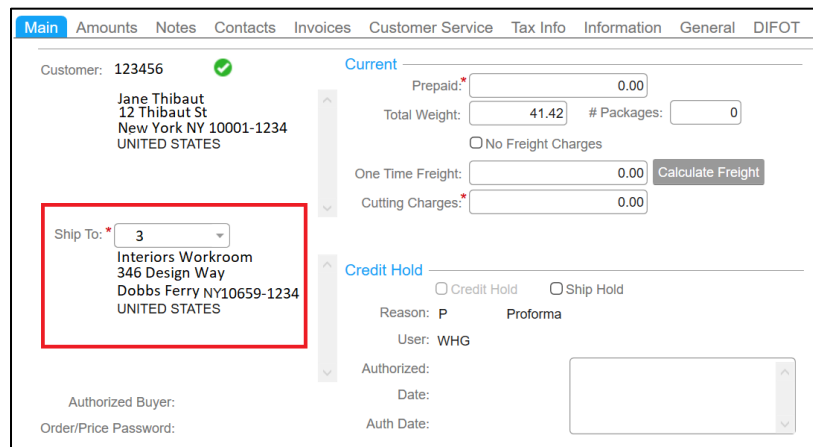 Main Amounts Notes Contacts Invoices Customer Service Tax Info Information General DIFOT
Customer: 123456
Jane Thibaut
12 Thibaut St
New York NY 10001-1234
UNITED STATES
Ship To: * 3
Interiors Workroom
346 Design Way
Dobbs Ferry NY10659-1234
UNITED STATES
Authorized Buyer:
Order/Price Password:
Current
Prepaid:* 0.00
Total Weight: 41.42 # Packages: 0
No Freight Charges
One Time Freight: 0.00 Calculate Freight
Cutting Charges:* 0.00
Credit Hold
Credit Hold Ship Hold
Reason: P Proforma
User: WHG
Authorized:
Date:
Auth Date: